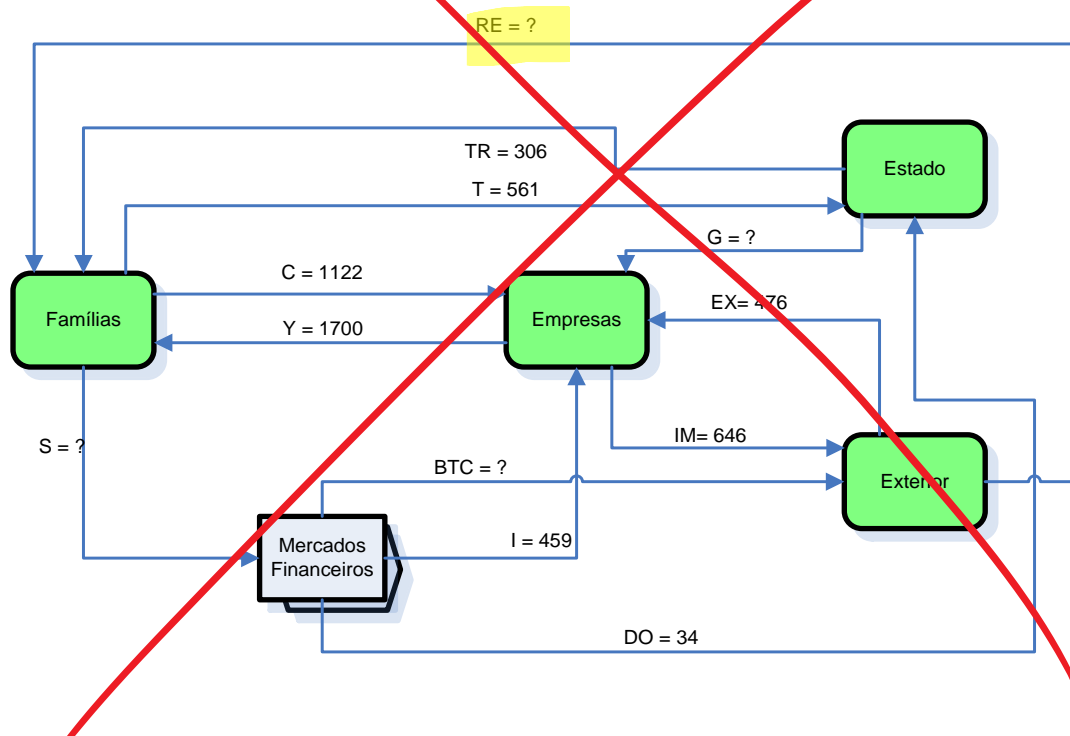 RE = ?
TR = 306
Estado
T = 561
G = ?
C = 1122
EX= 476
Famílias
Empresas
Y = 1700
IM= 646
S = ?
BTC = ?
Exterior
I = 459
Mercados
Financeiros
DO = 34